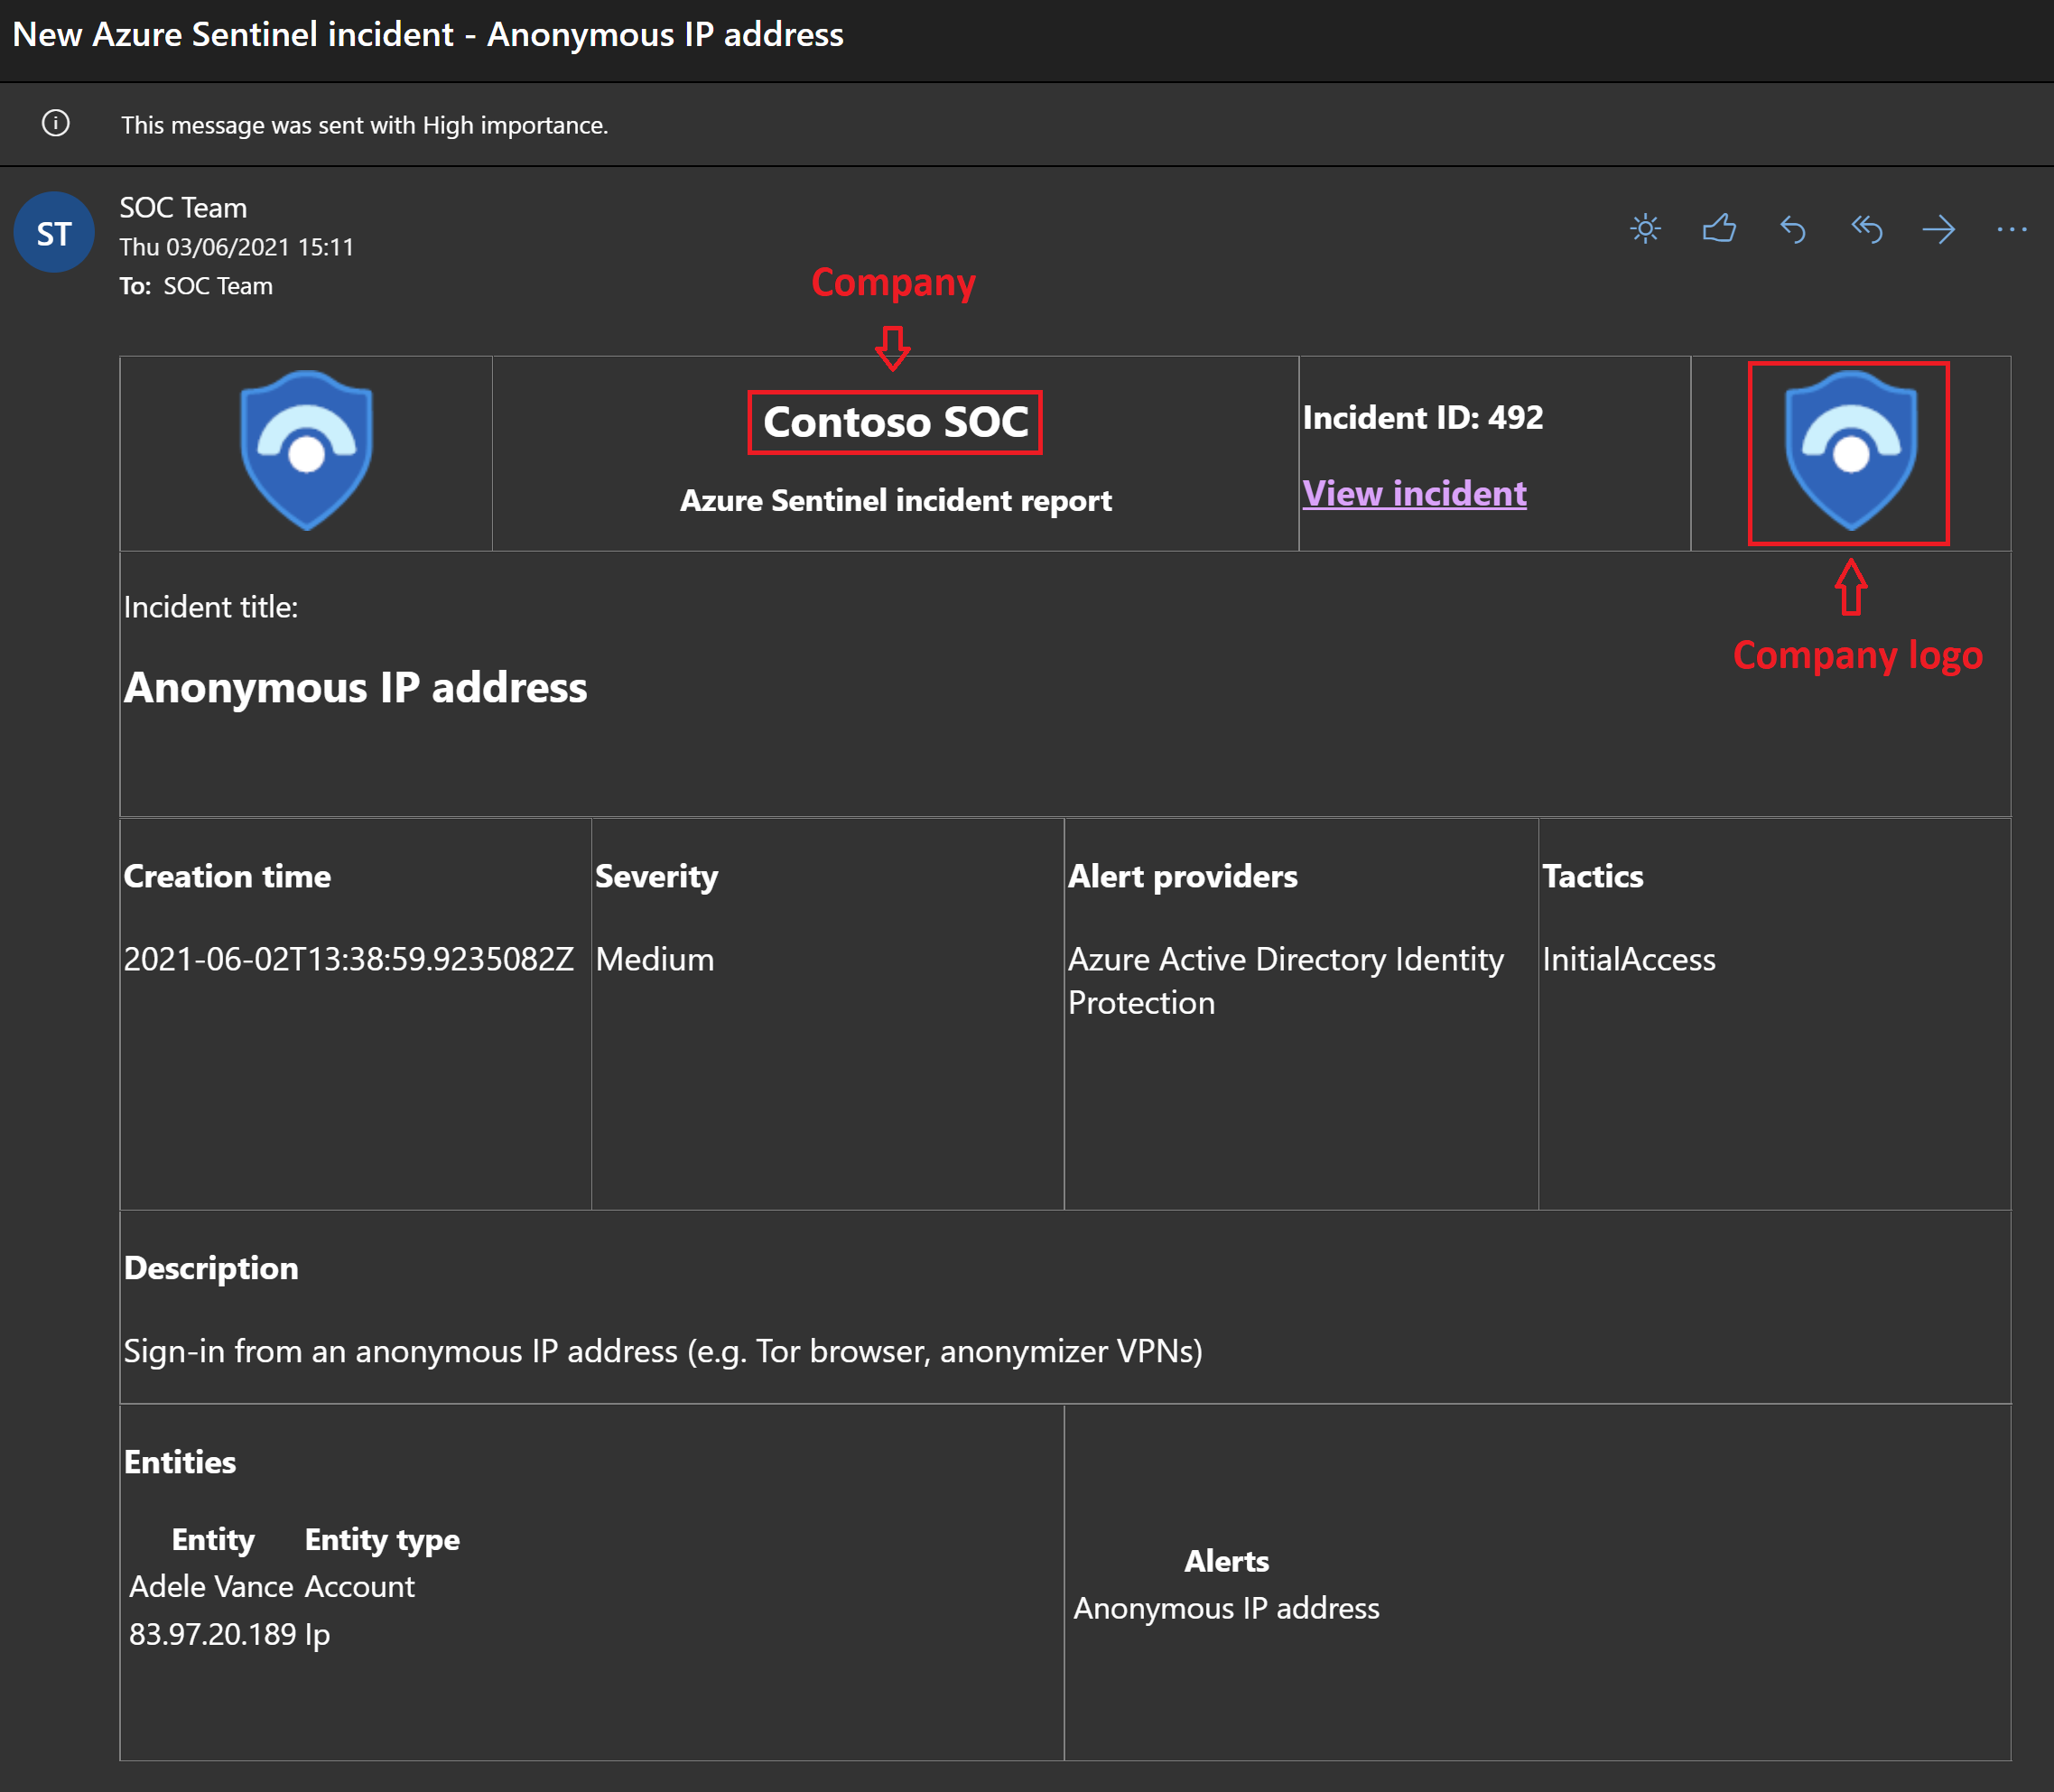 New Azure Sentinel incident - Anonymous IP address
This message was sent with High importance.
ST
SOC Team
Thu 03/06/2021 15:11
To: SOC Team
Company
Contoso SOC
Azure Sentinel incident report
Incident ID: 492
View incident
Company logo
Incident title:
Anonymous IP address
Creation time
2021-06-02T13:38:59.9235082Z
Severity
Medium
Alert providers
Azure Active Directory Identity
Protection
Tactics
InitialAccess
Description
Sign-in from an anonymous IP address (e.g. Tor browser, anonymizer VPNs)
Entities
Entity Entity type
Adele Vance Account
83.97.20.189 Ip
Alerts
Anonymous IP address